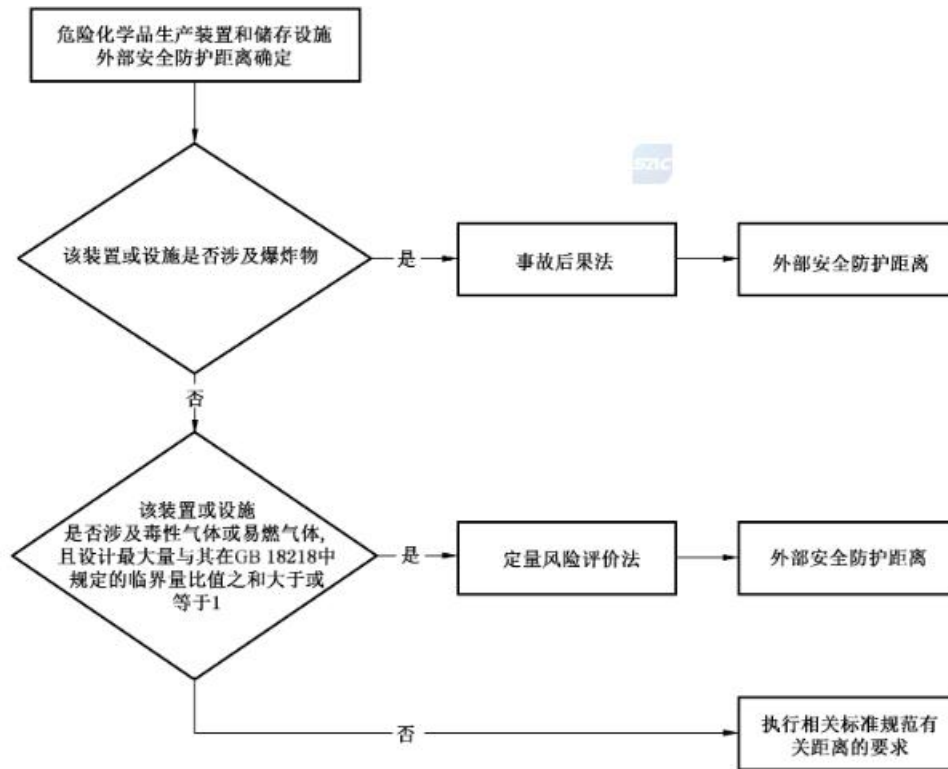 危险化学品生产装置和储存设施
外部安全防护距离确定
SZIC
该装置或设施是否涉及爆炸物
是
事故后果法
外部安全防护距离
否
该装置或设施
是否涉及毒性气体或易燃气体,
且设计最大量与其在GB 18218中
规定的临界量比值之和大于或
等于1
是
定量风险评价法
外部安全防护距离
否
执行相关标准规范有
关距离的要求